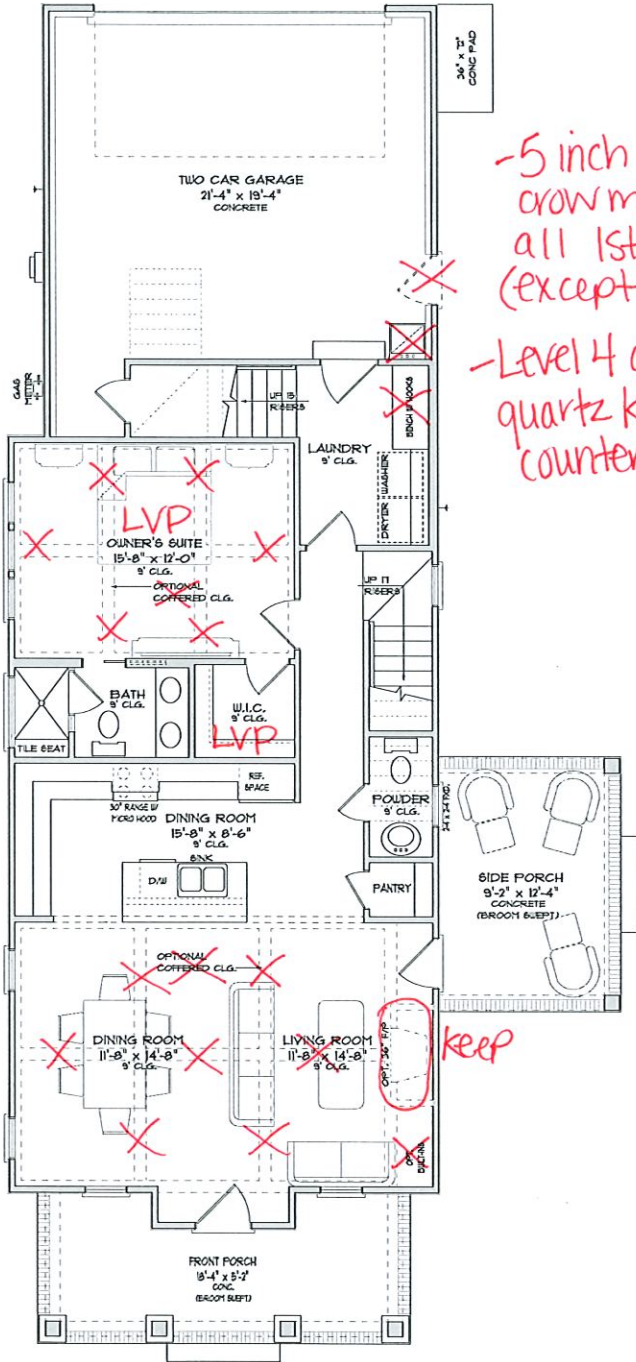 36" x 72"
CONC PAD
TWO CAR GARAGE
21'-4" x 19'-4"
CONCRETE
-5 inch
crown m
all 1st
(except
-Level 4 
quartz k
counter
GAS
METER
UP 15
RISERS
BENCH W/ HOOKS
LAUNDRY
9' CLG.
WASHER
DRYER
LVP
OWNER'S SUITE
15'-8" x 12'-0"
9' CLG.
OPTIONAL
COFFERED CLG.
UP 17
RISERS
BATH
9' CLG.
W.I.C.
9' CLG.
LVP
TILE SEAT
REF.
SPACE
30" RANGE W/
MICRO HOOD
DINING ROOM
15'-8" x 8'-6"
9' CLG.
SINK
D/W
POWDER
9' CLG.
PANTRY
SIDE PORCH
9'-2" x 12'-4"
CONCRETE
(BROOM SWEPT)
OPTIONAL
COFFERED CLG.
DINING ROOM
11'-8" x 14'-8"
9' CLG.
LIVING ROOM
11'-8" x 14'-8"
9' CLG.
OPT. 36" F/P
keep
OPT.
BUILT-INS
FRONT PORCH
18'-4" x 5'-2"
CONC.
(BROOM SWEPT)